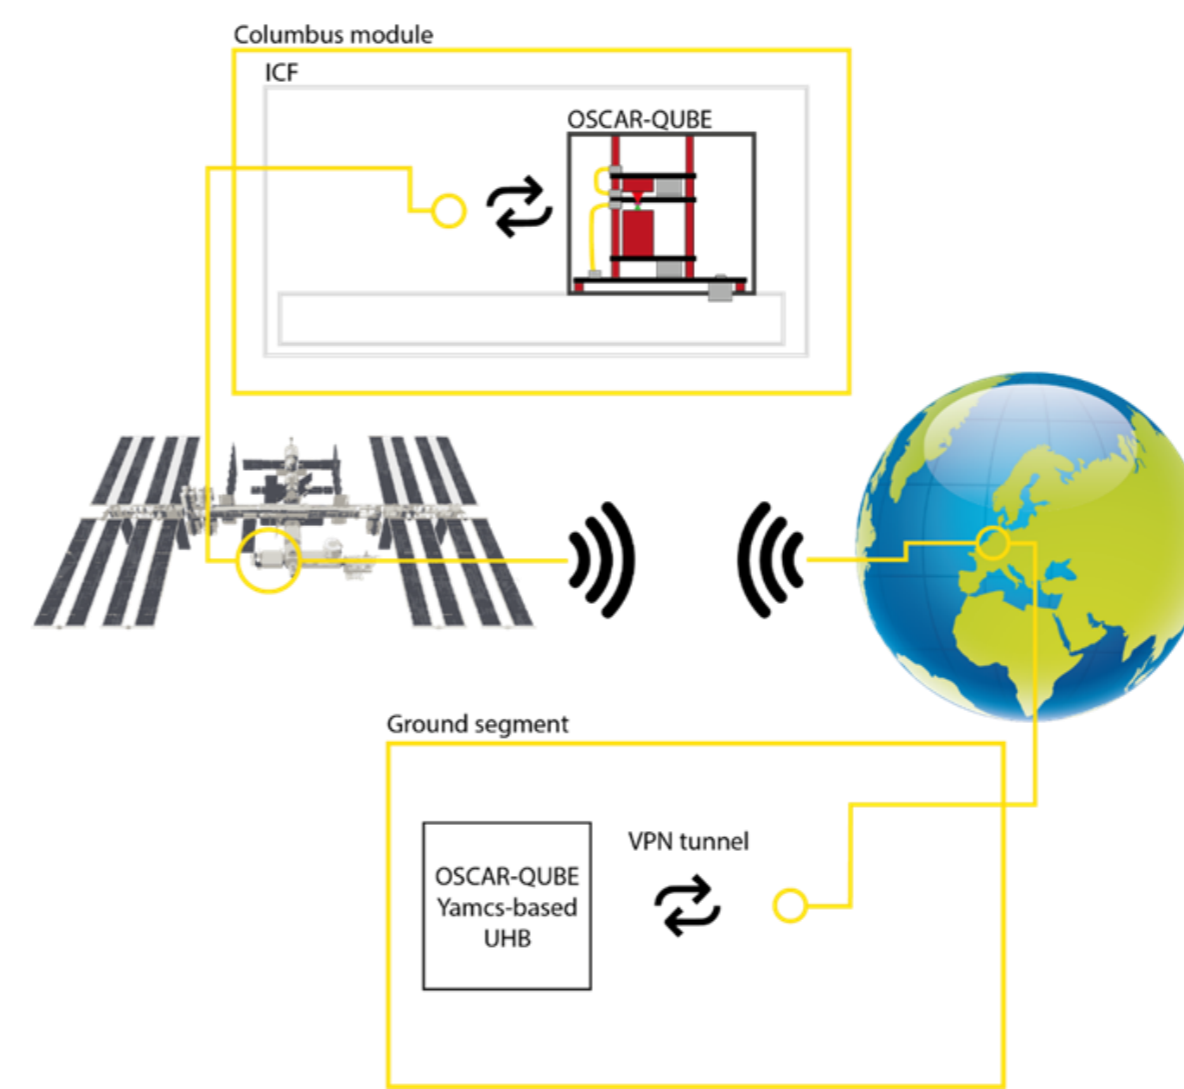 Columbus module
ICF
OSCAR-QUBE
Ground segment
VPN tunnel
OSCAR-QUBE
Yamcs-based
UHB